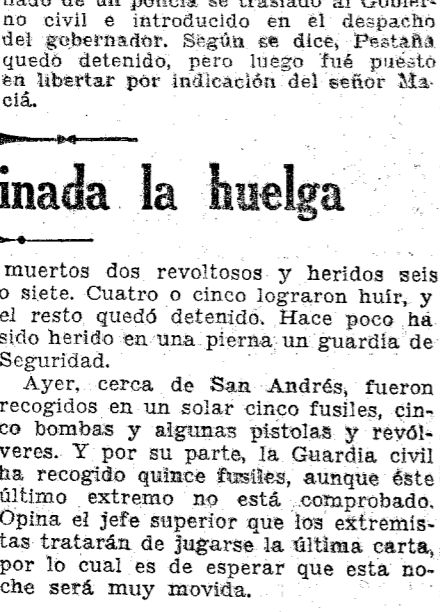 nado de un policía se trasladó al Gobier-
no civil e introducido en el despacho
del gobernador. Según se dice, Pestaña
quedó detenido, pero luego fué puesto
en libertar por indicación del señor Ma-
ciá.
inada la huelga
muertos dos revoltosos y heridos seis
o siete. Cuatro o cinco lograron huír, y
el resto quedó detenido. Hace poco ha
sido herido en una pierna un guardia de
Seguridad.
Ayer, cerca de San Andrés, fueron
recogidos en un solar cinco fusiles, cin-
co bombas y algunas pistolas y revól-
veres. Y por su parte, la Guardia civil
ha recogido quince fusiles, aunque éste
último extremo no está comprobado.
Opina el jefe superior que los extremis-
tas tratarán de jugarse la última carta,
por lo cual es de esperar que esta no-
che será muy movida.